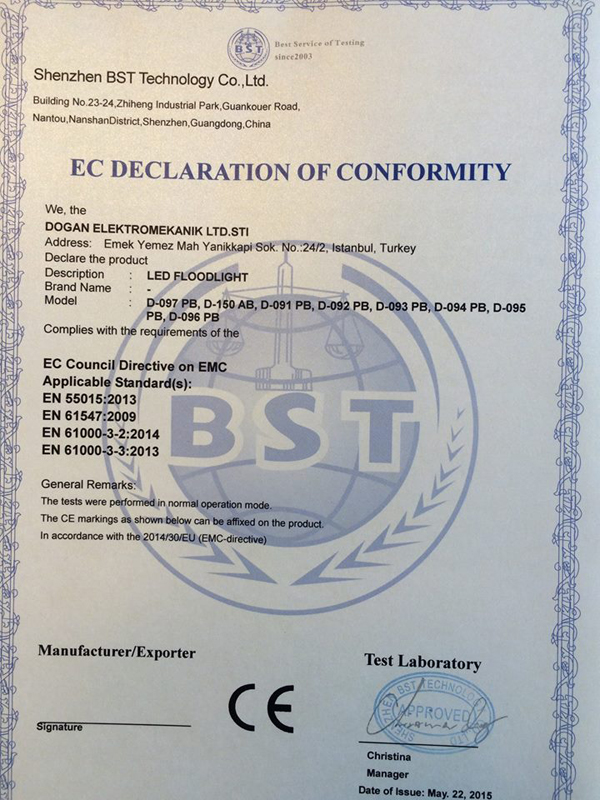 BST
Best Service of Testing
since2003
Shenzhen BST Technology Co.,Ltd.
Building No.23-24,Zhiheng Industrial Park,Guankouer Road,
Nantou,NanshanDistrict,Shenzhen,Guangdong,China
EC DECLARATION OF CONFORMITY
We, the
DOGAN ELEKTROMEKANIK LTD.STI
Address: Emek Yemez Mah Yanikkapi Sok. No.:24/2, Istanbul, Turkey
Declare the product
Description : LED FLOODLIGHT
Brand Name : -
Model : D-097 PB, D-150 AB, D-091 PB, D-092 PB, D-093 PB, D-094 PB, D-095
PB, D-096 PB
Complies with the requirements of the
EC Council Directive on EMC
Applicable Standard(s):
EN 55015:2013
EN 61547:2009
EN 61000-3-2:2014
EN 61000-3-3:2013
BST
General Remarks:
The tests were performed in normal operation mode.
The CE markings as shown below can be affixed on the product.
In accordance with the 2014/30/EU (EMC-directive)
Manufacturer/Exporter
Test Laboratory
CE
SHENZHEN BST TECHNOLOGY CO LTD
APPROVED
Signature
Christina
Manager
Date of Issue: May. 22, 2015